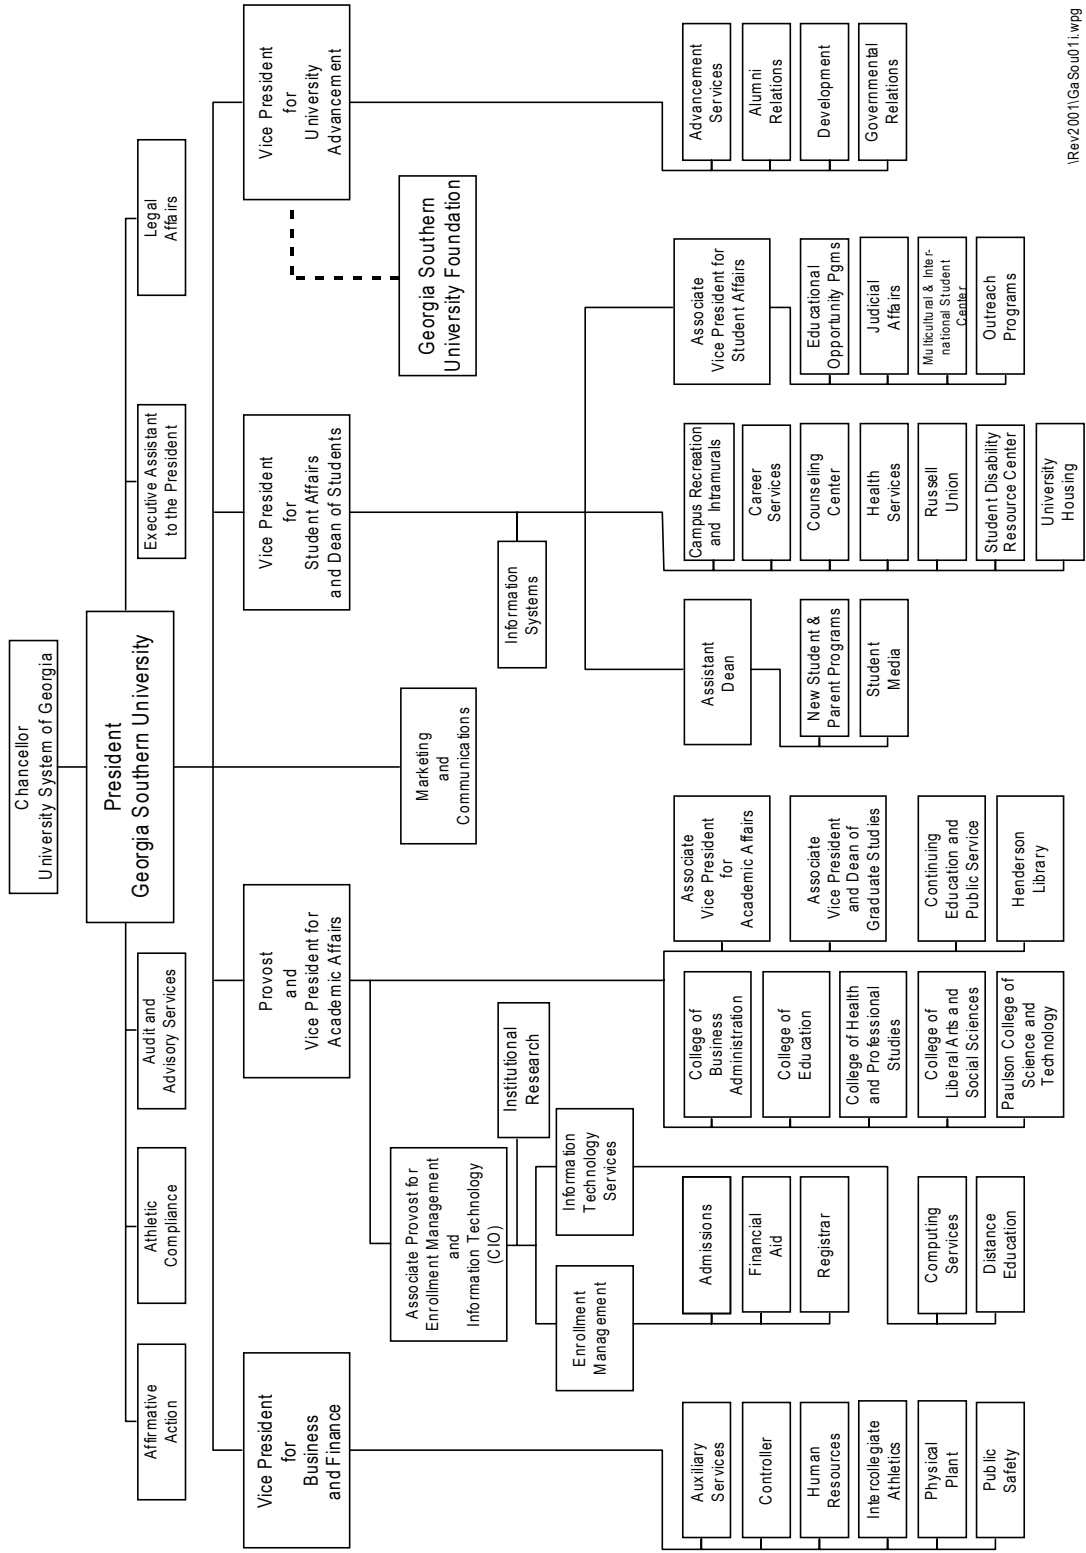 Chancellor
University System of Georgia
President
Georgia Southern University
Affirmative
Action
Athletic
Compliance
Audit and
Advisory Services
Executive Assistant
to the President
Legal
Affairs
Vice President
for
Business
and Finance
Provost
and
Vice President for
Academic Affairs
Marketing
and
Communications
Vice President
for
Student Affairs
and Dean of Students
Vice President
for
University
Advancement
Georgia Southern
University Foundation
Associate Provost for
Enrollment Management
and
Information Technology
(CIO)
Institutional
Research
Information
Systems
Enrollment
Management
Information
Technology
Services
Auxiliary
Services
Controller
Human
Resources
Intercollegiate
Athletics
Physical
Plant
Public
Safety
Admissions
Financial
Aid
Registrar
Computing
Services
Distance
Education
College of
Business
Administration
College of
Education
College of Health
and Professional
Studies
College of
Liberal Arts and
Social Sciences
Paulson College of
Science and
Technology
Associate
Vice President
for
Academic Affairs
Associate
Vice President
and Dean of
Graduate Studies
Continuing
Education and
Public Service
Henderson
Library
Assistant
Dean
New Student &
Parent Programs
Student
Media
Campus Recreation
and Intramurals
Career
Services
Counseling
Center
Health
Services
Russell
Union
Student Disability
Resource Center
University
Housing
Associate
Vice President for
Student Affairs
Educational
Opportunity Pgms
Judicial
Affairs
Multicultural & Inter-
national Student
Center
Outreach
Programs
Advancement
Services
Alumni
Relations
Development
Governmental
Relations
\Rev2001\GaSou01i.wpg